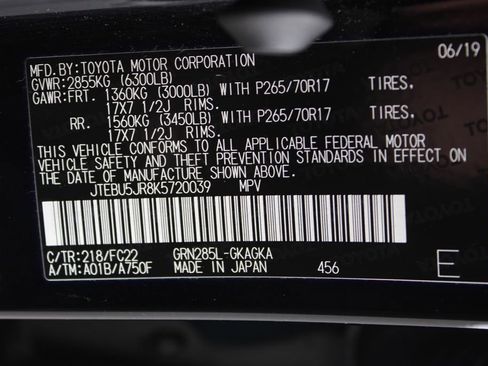 MFD.BY:TOYOTA MOTOR CORPORATION 06/19
GVWR:2855KG (6300LB)
GAWR:FRT. 1360KG (3000LB) WITH P265/70R17 TIRES,
17X7 1/2J RIMS.
RR. 1560KG (3450LB) WITH P265/70R17 TIRES,
17X7 1/2J RIMS.
THIS VEHICLE CONFORMS TO ALL APPLICABLE FEDERAL MOTOR
VEHICLE SAFETY AND THEFT PREVENTION STANDARDS IN EFFECT
ON THE DATE OF MANUFACTURE SHOWN ABOVE.
JTEBU5JR8K5720039 MPV
C/TR:218/FC22 GRN285L-GKAGKA
A/TM:A01B/A750F MADE IN JAPAN 456 E